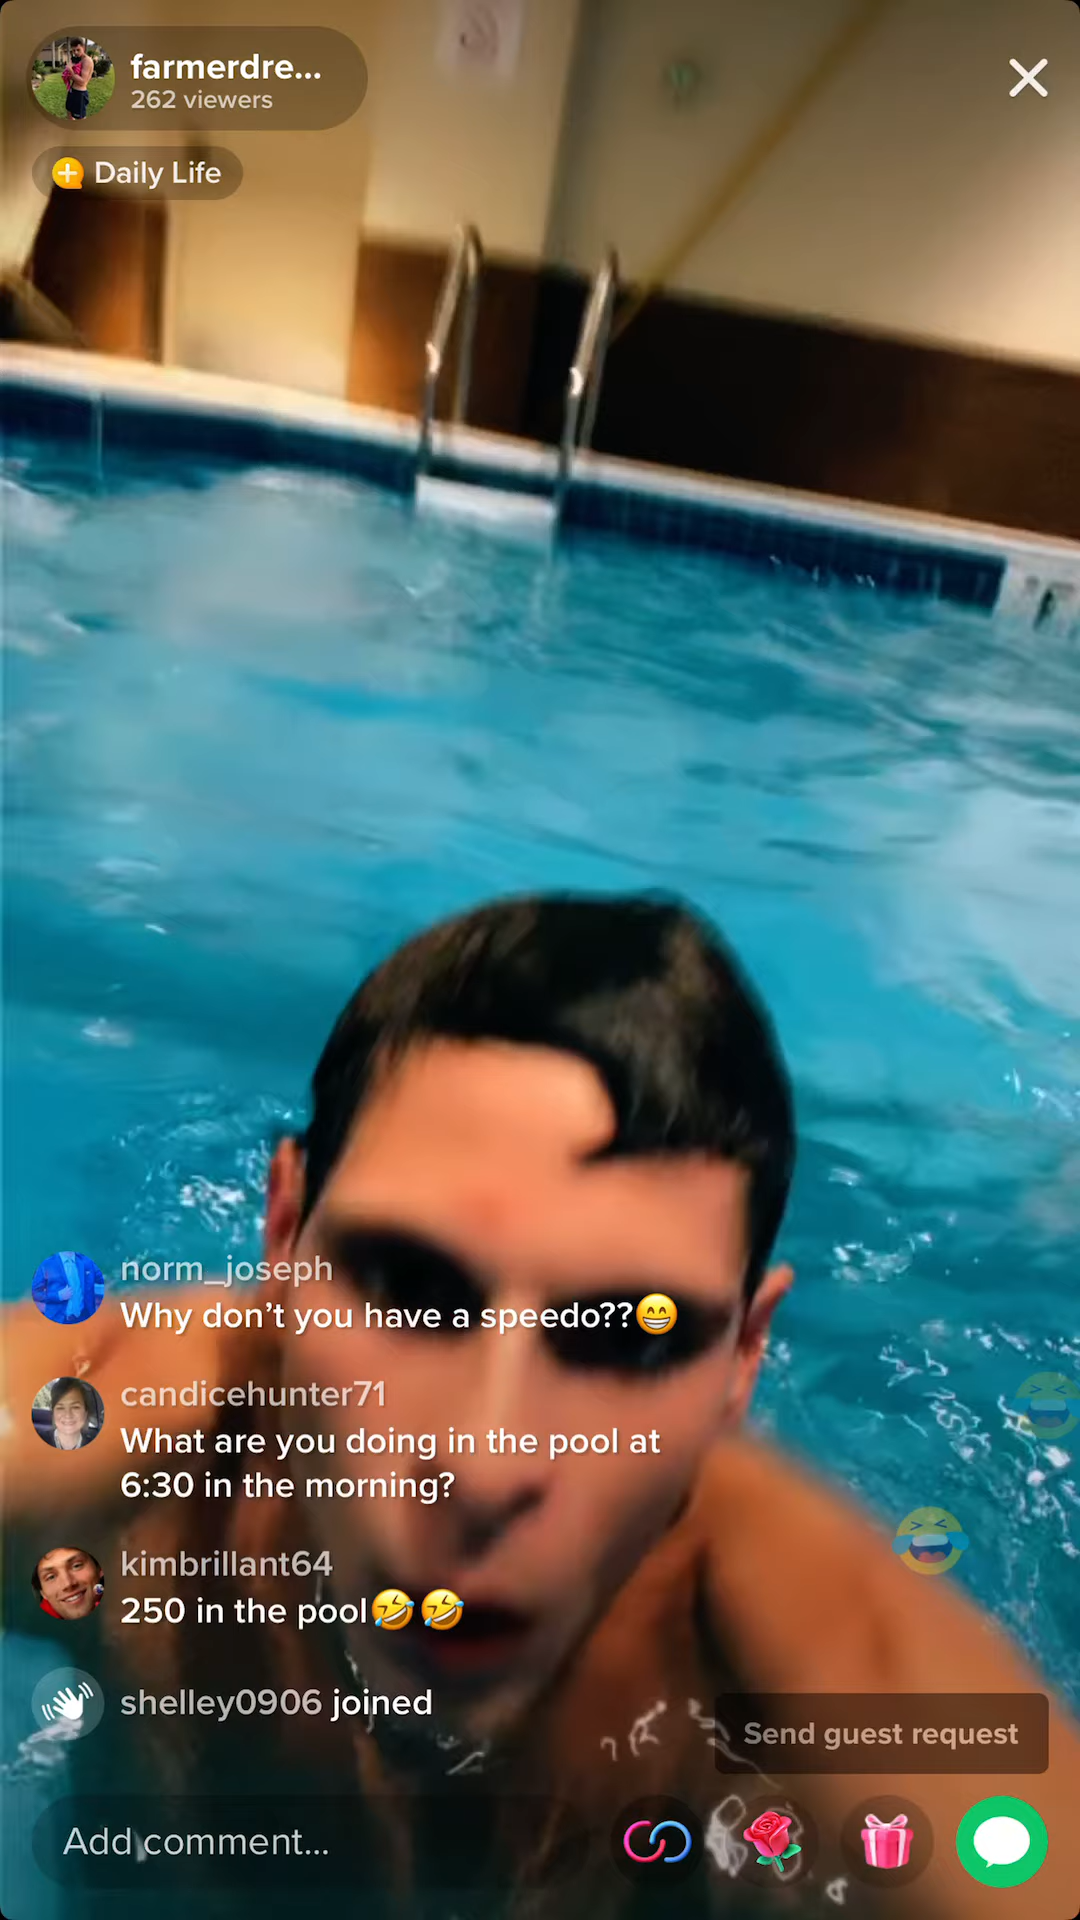 farmerdre...
262 viewers
Daily Life
norm_joseph
Why don’t you have a speedo??😁
candicehunter71
What are you doing in the pool at
6:30 in the morning?
kimbrillant64
250 in the pool🤣🤣
shelley0906 joined
Send guest request
Add comment...